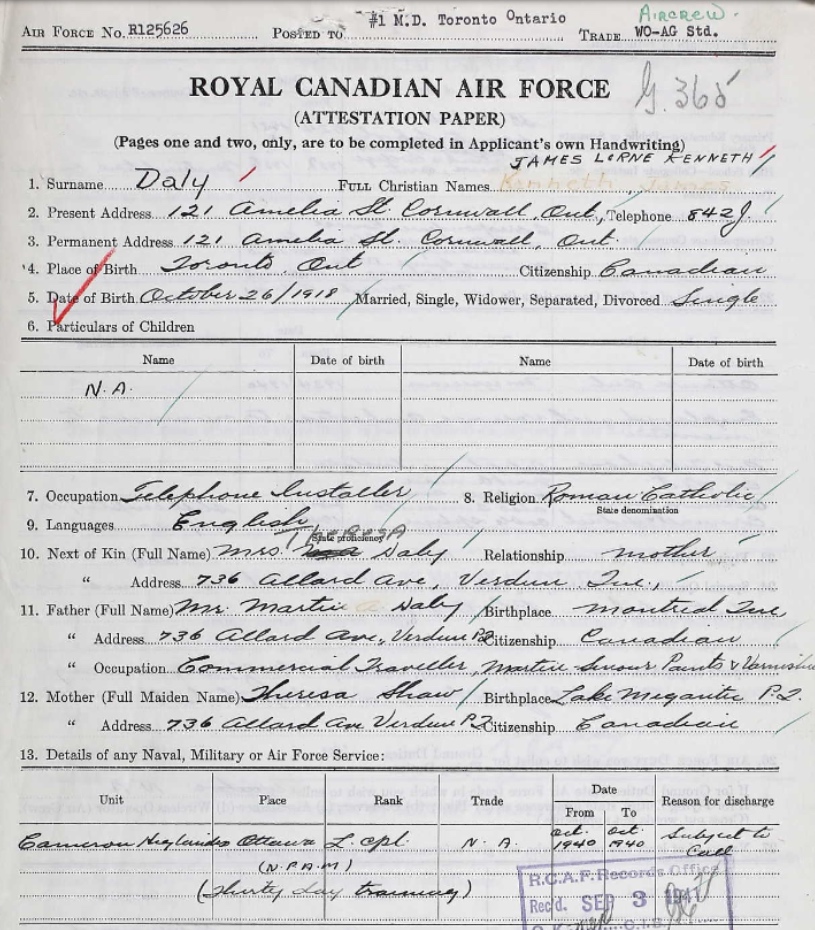 AIRCREW.
AIR FORCE NO. R125626 POSTED TO #1 M.D. Toronto Ontario TRADE WO-AG Std.
ROYAL CANADIAN AIR FORCE
G. 365
(ATTESTATION PAPER)
(Pages one and two, only, are to be completed in Applicant's own Handwriting)
JAMES LORNE KENNETH
1. Surname Daly FULL Christian Names Kenneth, James
2. Present Address 121 Amelia St. Cornwall, Ont., Telephone 842J.
3. Permanent Address 121 Amelia St. Cornwall, Ont.
4. Place of Birth Toronto, Ont Citizenship Canadian
5. Date of Birth October 26/1918 Married, Single, Widower, Separated, Divorced Single
6. Particulars of Children
Name Date of birth Name Date of birth
N.A.
7. Occupation Telephone Installer 8. Religion Roman Catholic
State denomination
9. Languages English
State proficiency
10. Next of Kin (Full Name) Mrs. Daly Relationship mother
" Address 736 Allard Ave, Verdun Que.,
11. Father (Full Name) Mr. Martin Daly Birthplace Montreal Que
" Address 736 Allard Ave, Verdun P.Q. Citizenship Canadian
" Occupation Commercial Traveller, Martin Senour Paints & Varnish
12. Mother (Full Maiden Name) Theresa Shaw Birthplace Lake Megantic P.Q.
" Address 736 Allard Ave Verdun P.Q. Citizenship Canadian
13. Details of any Naval, Military or Air Force Service:
Unit Place Rank Trade Date Reason for discharge
From To
Cameron Highlanders Ottawa L. Cpl. N.A. Oct. 1940 Oct. 1940 Subject to Call
(N.P.A.M)
(thirty day training)
R.C.A.F. Records Office
Rec'd. SEP 3 1941